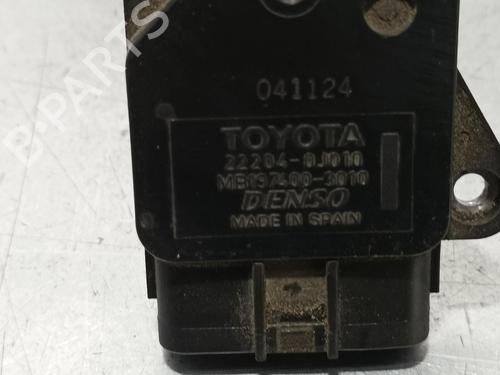 041124
TOYOTA
22204-0J010
MB197400-3010
DENSO
MADE IN SPAIN
B-PARTS